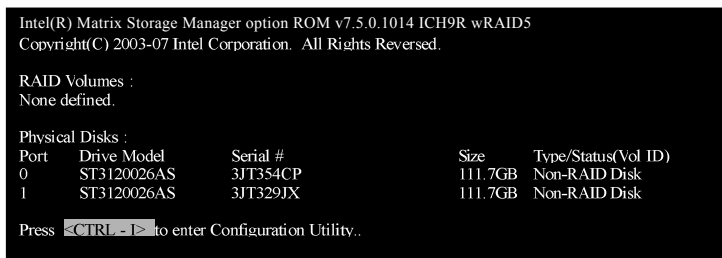 Intel(R) Matrix Storage Manager option ROM v7.5.0.1014 ICH9R wRAID5
Copyright(C) 2003-07 Intel Corporation. All Rights Reversed.
RAID Volumes :
None defined.
Physical Disks :
Port Drive Model Serial # Size Type/Status(Vol ID)
0 ST3120026AS 3JT354CP 111.7GB Non-RAID Disk
1 ST3120026AS 3JT329JX 111.7GB Non-RAID Disk
Press <CTRL - I> to enter Configuration Utility..